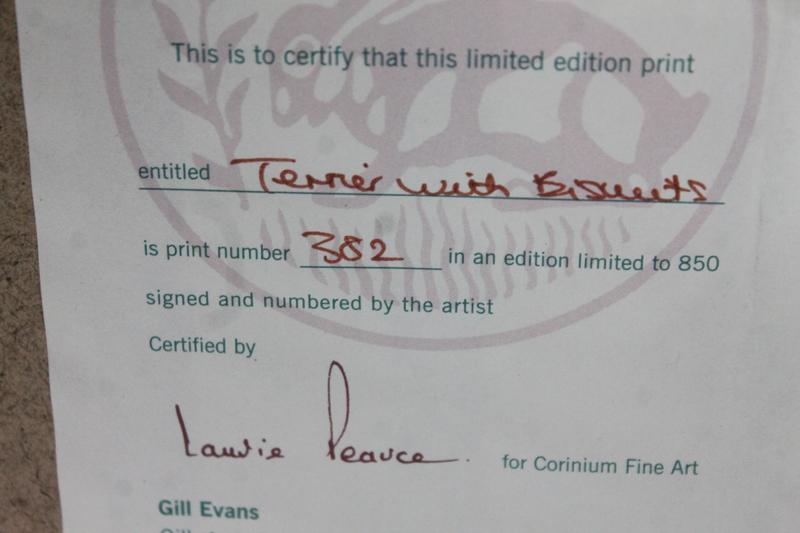 This is to certify that this limited edition print
entitled Terrier with Biscuits
is print number 382 in an edition limited to 850
signed and numbered by the artist
Certified by
Laurie Pearce. for Corinium Fine Art
Gill Evans